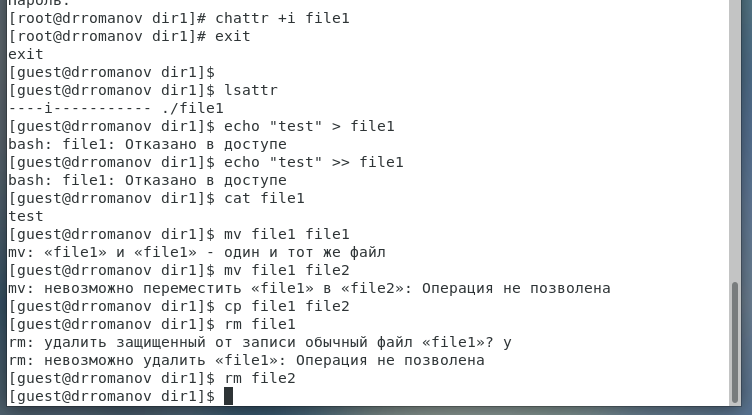 Пароль:
[root@drromanov dir1]# chattr +i file1
[root@drromanov dir1]# exit
exit
[guest@drromanov dir1]$
[guest@drromanov dir1]$ lsattr
----i----------- ./file1
[guest@drromanov dir1]$ echo "test" > file1
bash: file1: Отказано в доступе
[guest@drromanov dir1]$ echo "test" >> file1
bash: file1: Отказано в доступе
[guest@drromanov dir1]$ cat file1
test
[guest@drromanov dir1]$ mv file1 file1
mv: «file1» и «file1» - один и тот же файл
[guest@drromanov dir1]$ mv file1 file2
mv: невозможно переместить «file1» в «file2»: Операция не позволена
[guest@drromanov dir1]$ cp file1 file2
[guest@drromanov dir1]$ rm file1
rm: удалить защищенный от записи обычный файл «file1»? y
rm: невозможно удалить «file1»: Операция не позволена
[guest@drromanov dir1]$ rm file2
[guest@drromanov dir1]$